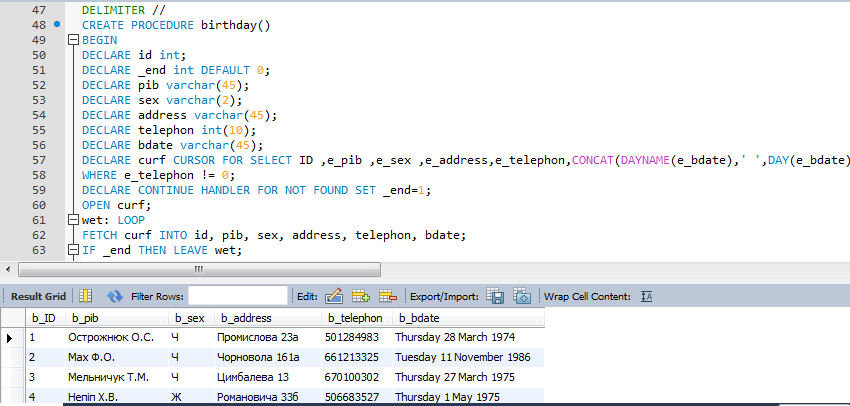 47 DELIMITER //
48 CREATE PROCEDURE birthday()
49 BEGIN
50 DECLARE id int;
51 DECLARE _end int DEFAULT 0;
52 DECLARE pib varchar(45);
53 DECLARE sex varchar(2);
54 DECLARE address varchar(45);
55 DECLARE telephon int(10);
56 DECLARE bdate varchar(45);
57 DECLARE curf CURSOR FOR SELECT ID ,e_pib ,e_sex ,e_address,e_telephon,CONCAT(DAYNAME(e_bdate),' ',DAY(e_bdate)
58 WHERE e_telephon != 0;
59 DECLARE CONTINUE HANDLER FOR NOT FOUND SET _end=1;
60 OPEN curf;
61 wet: LOOP
62 FETCH curf INTO id, pib, sex, address, telephon, bdate;
63 IF _end THEN LEAVE wet;
Result Grid Filter Rows: Edit: Export/Import: Wrap Cell Content:
b_ID b_pib b_sex b_address b_telephon b_bdate
1 Острожнюк О.С. Ч Промислова 23а 501284983 Thursday 28 March 1974
2 Мах Ф.О. Ч Чорновола 161а 661213325 Tuesday 11 November 1986
3 Мельничук Т.М. Ч Цимбалева 13 670100302 Thursday 27 March 1975
4 Непіп Х.В. Ж Романовича 33б 506683527 Thursday 1 May 1975